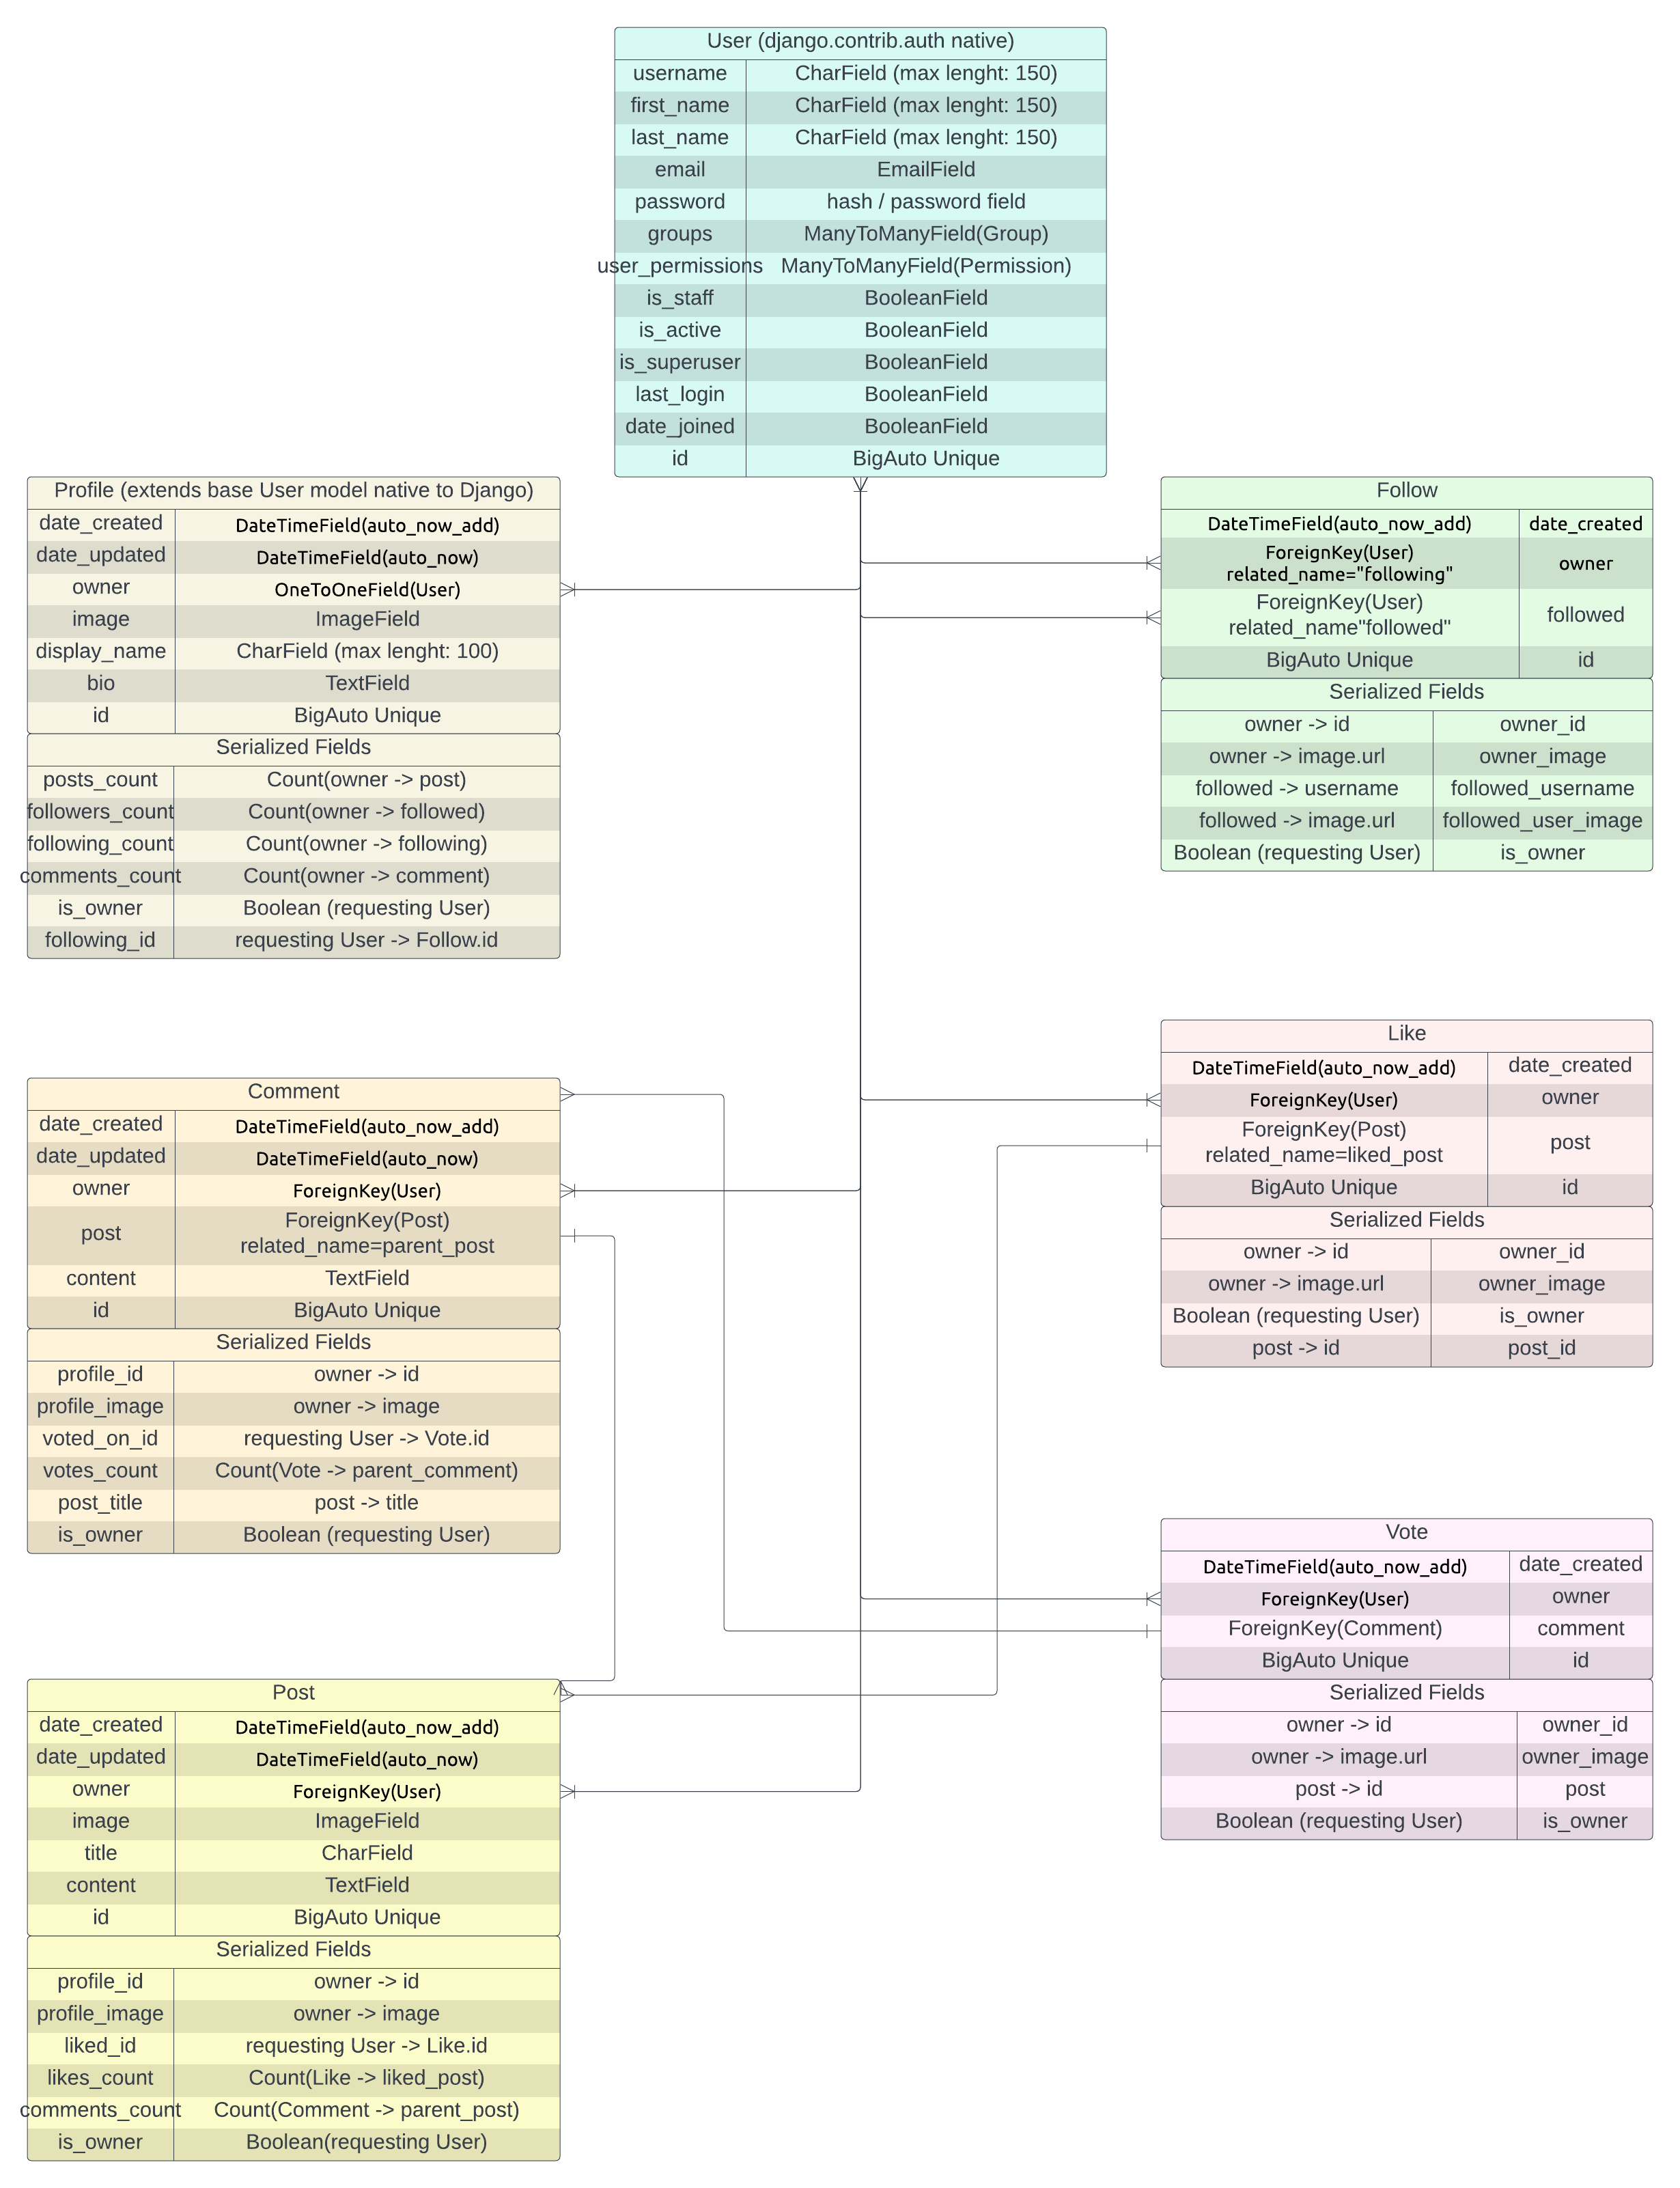 User (django.contrib.auth native)
username CharField (max lenght: 150)
first_name CharField (max lenght: 150)
last_name CharField (max lenght: 150)
email EmailField
password hash / password field
groups ManyToManyField(Group)
user_permissions ManyToManyField(Permission)
is_staff BooleanField
is_active BooleanField
is_superuser BooleanField
last_login BooleanField
date_joined BooleanField
id BigAuto Unique
Profile (extends base User model native to Django)
date_created DateTimeField(auto_now_add)
date_updated DateTimeField(auto_now)
owner OneToOneField(User)
image ImageField
display_name CharField (max lenght: 100)
bio TextField
id BigAuto Unique
Serialized Fields
posts_count Count(owner -> post)
followers_count Count(owner -> followed)
following_count Count(owner -> following)
comments_count Count(owner -> comment)
is_owner Boolean (requesting User)
following_id requesting User -> Follow.id
Follow
DateTimeField(auto_now_add) date_created
ForeignKey(User)
related_name="following" owner
ForeignKey(User)
related_name"followed" followed
BigAuto Unique id
Serialized Fields
owner -> id owner_id
owner -> image.url owner_image
followed -> username followed_username
followed -> image.url followed_user_image
Boolean (requesting User) is_owner
Comment
date_created DateTimeField(auto_now_add)
date_updated DateTimeField(auto_now)
owner ForeignKey(User)
post ForeignKey(Post)
related_name=parent_post
content TextField
id BigAuto Unique
Serialized Fields
profile_id owner -> id
profile_image owner -> image
voted_on_id requesting User -> Vote.id
votes_count Count(Vote -> parent_comment)
post_title post -> title
is_owner Boolean (requesting User)
Like
DateTimeField(auto_now_add) date_created
ForeignKey(User) owner
ForeignKey(Post)
related_name=liked_post post
BigAuto Unique id
Serialized Fields
owner -> id owner_id
owner -> image.url owner_image
Boolean (requesting User) is_owner
post -> id post_id
Vote
DateTimeField(auto_now_add) date_created
ForeignKey(User) owner
ForeignKey(Comment) comment
BigAuto Unique id
Serialized Fields
owner -> id owner_id
owner -> image.url owner_image
post -> id post
Boolean (requesting User) is_owner
Post
date_created DateTimeField(auto_now_add)
date_updated DateTimeField(auto_now)
owner ForeignKey(User)
image ImageField
title CharField
content TextField
id BigAuto Unique
Serialized Fields
profile_id owner -> id
profile_image owner -> image
liked_id requesting User -> Like.id
likes_count Count(Like -> liked_post)
comments_count Count(Comment -> parent_post)
is_owner Boolean(requesting User)